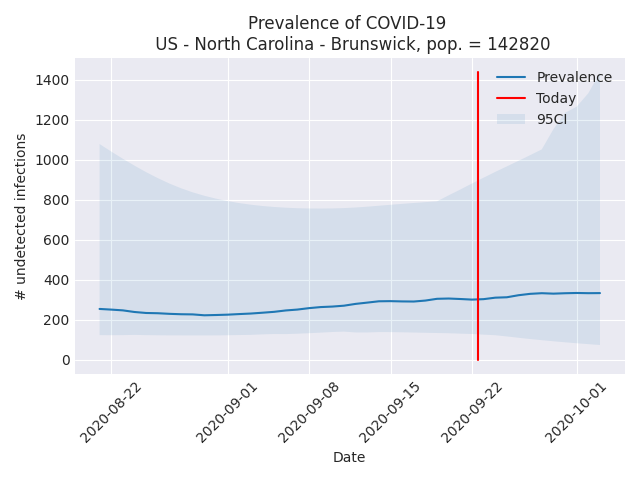 Prevalence of COVID-19
US - North Carolina - Brunswick, pop. = 142820
1400
1200
1000
800
600
400
200
0
# undetected infections
Prevalence
Today
95CI
2020-08-22
2020-09-01
2020-09-08
2020-09-15
2020-09-22
2020-10-01
Date